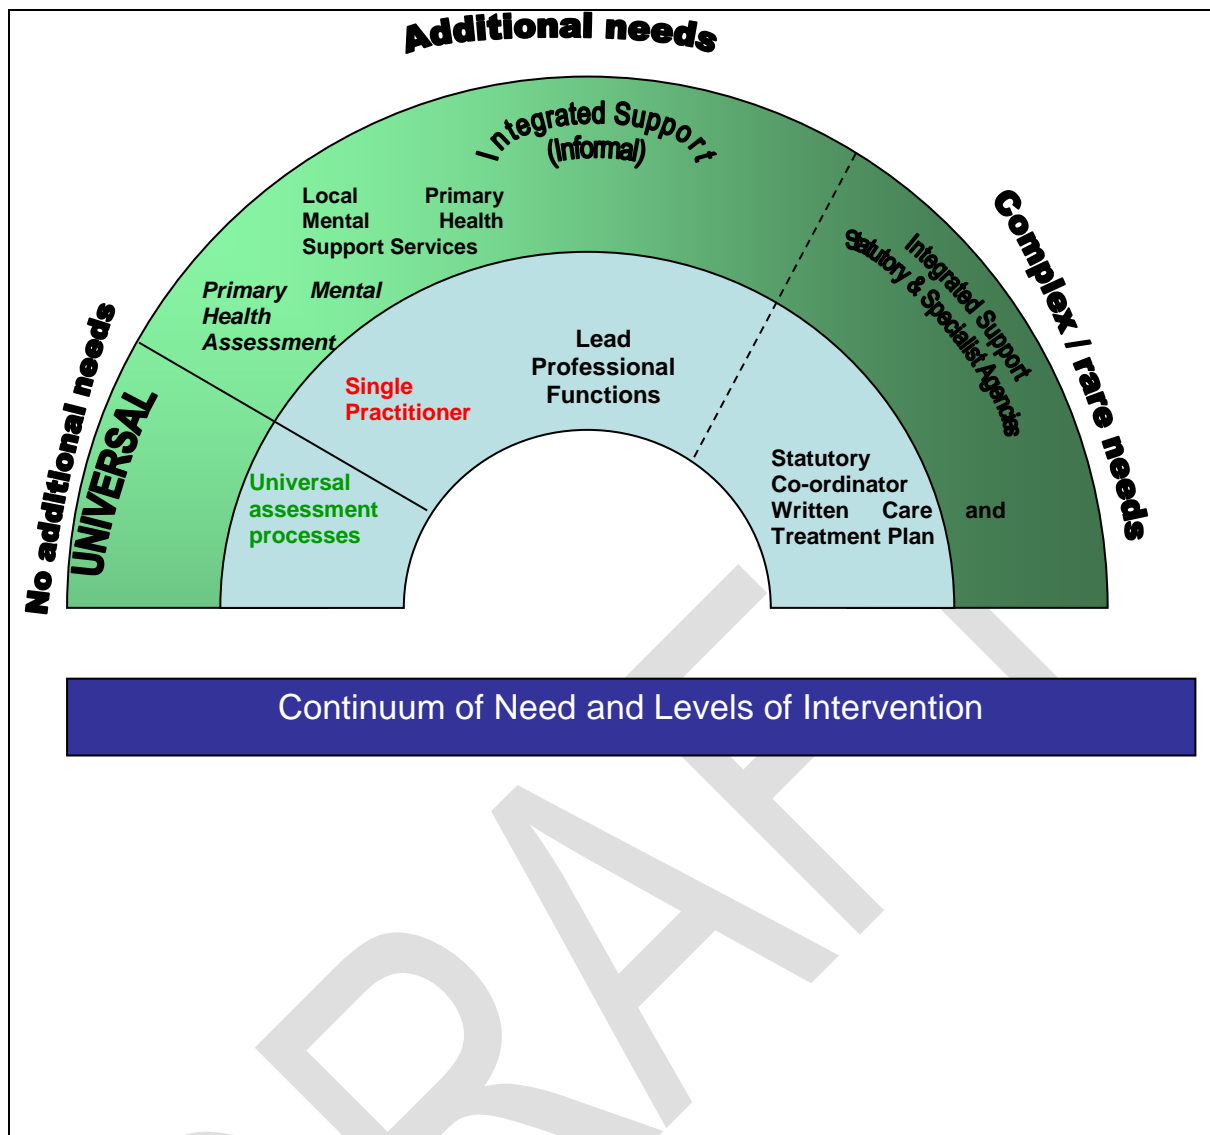 Additional needs
Integrated Support
(Informal)
Local Primary
Mental Health
Support Services
Primary Mental
Health
Assessment
No additional needs
UNIVERSAL
Complex / rare needs
Integrated Support
Statutory & Specialist Agencies
Lead
Professional
Functions
Single
Practitioner
Universal
assessment
processes
Statutory
Co-ordinator
Written Care and
Treatment Plan
Continuum of Need and Levels of Intervention
DRAFT